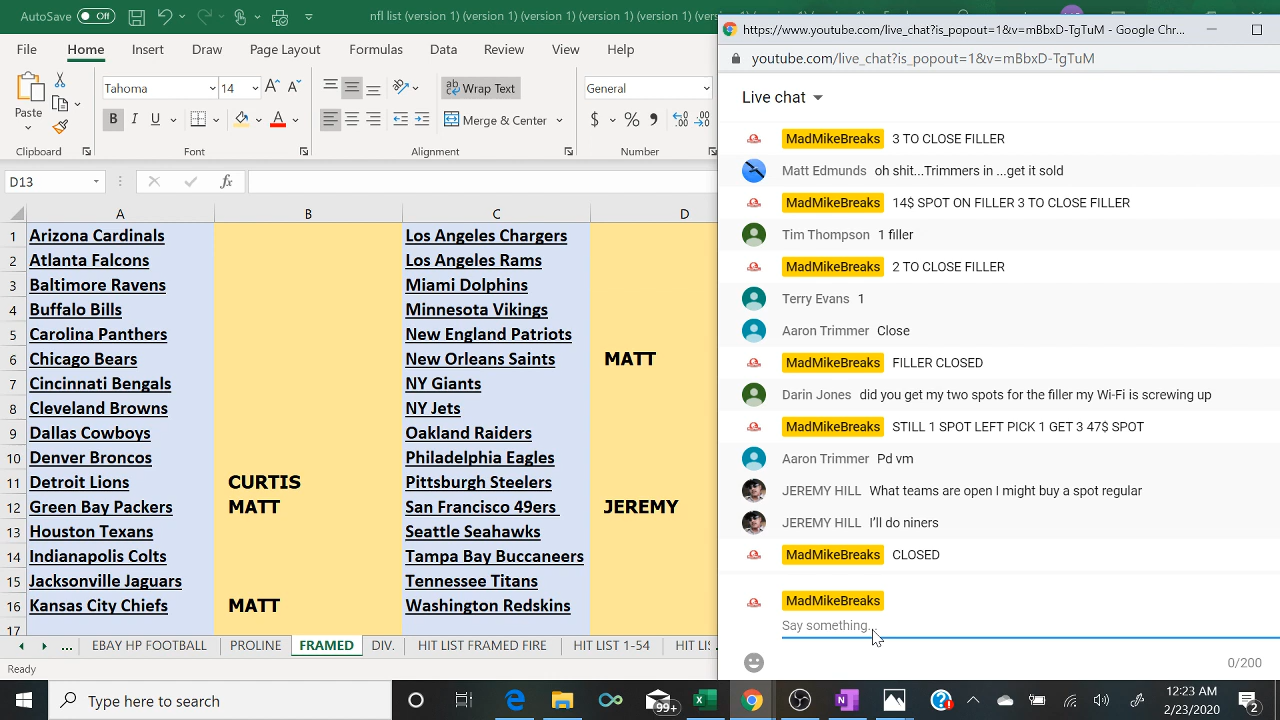 AutoSave Off nfl list (version 1) (version 1) (version 1) (version
File Home Insert Draw Page Layout Formulas Data Review View Help
Paste
Tahoma 14
B I U A
Wrap Text
Merge & Center
General
$ % 9
Clipboard Font Alignment Number
D13 fx
A B C D
1 Arizona Cardinals Los Angeles Chargers
2 Atlanta Falcons Los Angeles Rams
3 Baltimore Ravens Miami Dolphins
4 Buffalo Bills Minnesota Vikings
5 Carolina Panthers New England Patriots
6 Chicago Bears New Orleans Saints MATT
7 Cincinnati Bengals NY Giants
8 Cleveland Browns NY Jets
9 Dallas Cowboys Oakland Raiders
10 Denver Broncos Philadelphia Eagles
11 Detroit Lions CURTIS Pittsburgh Steelers
12 Green Bay Packers MATT San Francisco 49ers JEREMY
13 Houston Texans Seattle Seahawks
14 Indianapolis Colts Tampa Bay Buccaneers
15 Jacksonville Jaguars Tennessee Titans
16 Kansas City Chiefs MATT Washington Redskins
17
... EBAY HP FOOTBALL PROLINE FRAMED DIV. HIT LIST FRAMED FIRE HIT LIST 1-54 HIT LI ...
Ready
https://www.youtube.com/live_chat?is_popout=1&v=mBbxD-TgTuM - Google Chr...
youtube.com/live_chat?is_popout=1&v=mBbxD-TgTuM
Live chat
MadMikeBreaks 3 TO CLOSE FILLER
Matt Edmunds oh shit...Trimmers in ...get it sold
MadMikeBreaks 14$ SPOT ON FILLER 3 TO CLOSE FILLER
Tim Thompson 1 filler
MadMikeBreaks 2 TO CLOSE FILLER
Terry Evans 1
Aaron Trimmer Close
MadMikeBreaks FILLER CLOSED
Darin Jones did you get my two spots for the filler my Wi-Fi is screwing up
MadMikeBreaks STILL 1 SPOT LEFT PICK 1 GET 3 47$ SPOT
Aaron Trimmer Pd vm
JEREMY HILL What teams are open I might buy a spot regular
JEREMY HILL I'll do niners
MadMikeBreaks CLOSED
MadMikeBreaks
Say something...
0/200
Type here to search
99+
12:23 AM
2/23/2020
2